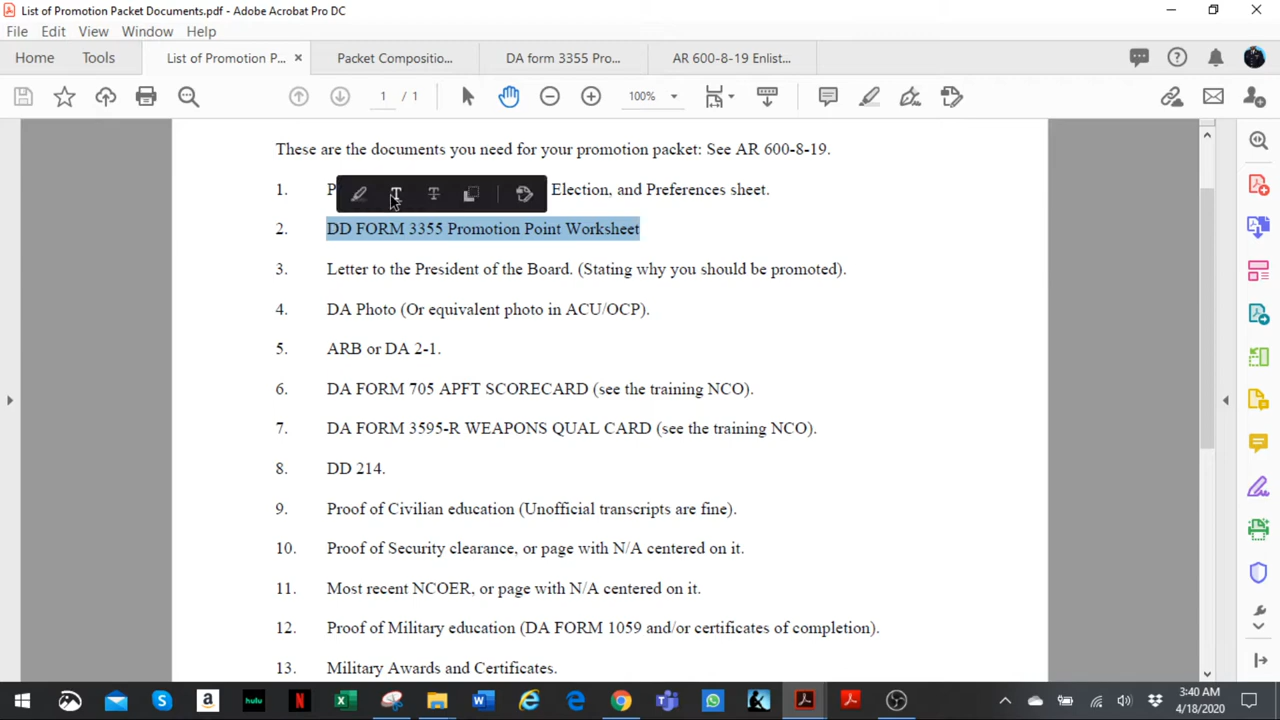 List of Promotion Packet Documents.pdf - Adobe Acrobat Pro DC
File Edit View Window Help
Home Tools List of Promotion P... × Packet Compositio... DA form 3355 Pro... AR 600-8-19 Enlist...
1 / 1 100%
These are the documents you need for your promotion packet: See AR 600-8-19.
1. P Election, and Preferences sheet.
2. DD FORM 3355 Promotion Point Worksheet
3. Letter to the President of the Board. (Stating why you should be promoted).
4. DA Photo (Or equivalent photo in ACU/OCP).
5. ARB or DA 2-1.
6. DA FORM 705 APFT SCORECARD (see the training NCO).
7. DA FORM 3595-R WEAPONS QUAL CARD (see the training NCO).
8. DD 214.
9. Proof of Civilian education (Unofficial transcripts are fine).
10. Proof of Security clearance, or page with N/A centered on it.
11. Most recent NCOER, or page with N/A centered on it.
12. Proof of Military education (DA FORM 1059 and/or certificates of completion).
13. Military Awards and Certificates.
hulu
3:40 AM
4/18/2020